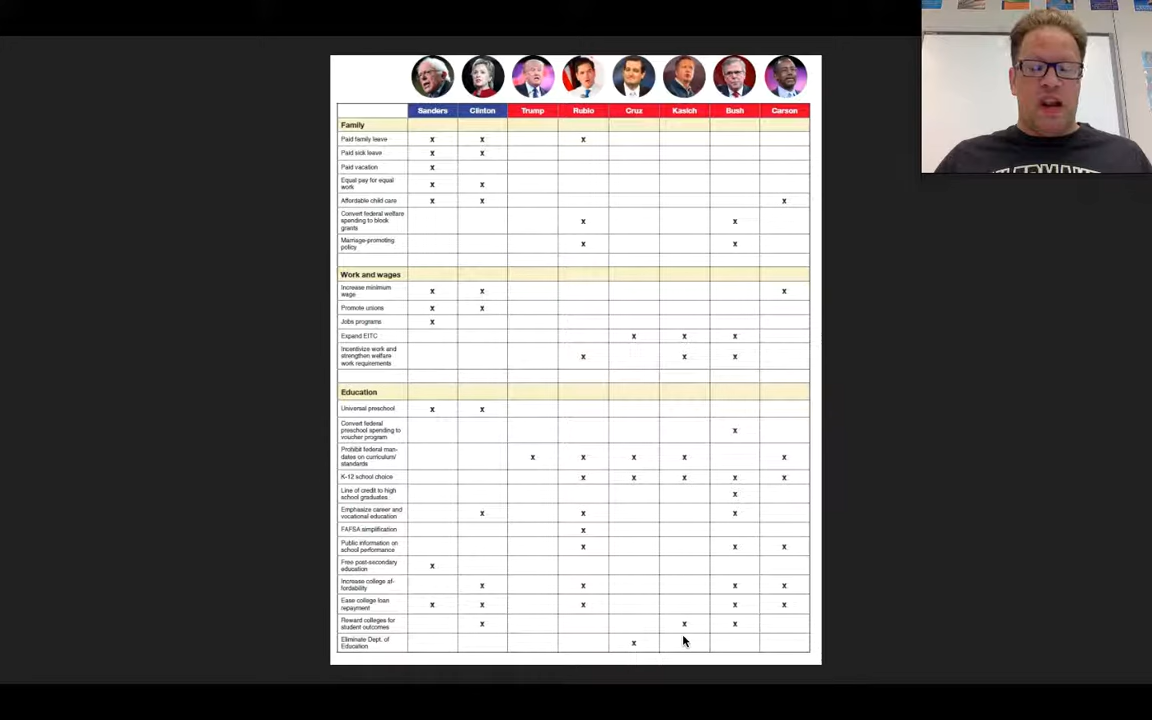 Sanders Clinton Trump Rubio Cruz Kasich Bush Carson
Family
Paid family leave x x x
Paid sick leave x x
Paid vacation x
Equal pay for equal
work x x
Affordable child care x x x
Convert federal welfare
spending to block x x
grants
Marriage-promoting
policy x x
Work and wages
Increase minimum
wage x x x
Promote unions x x
Jobs programs x
Expand EITC x x x
Incentivize work and
strengthen welfare x x x
work requirements
Education
Universal preschool x x
Convert federal
preschool spending to x
voucher program
Prohibit federal man-
dates on curriculum/ x x x x x
standards
K-12 school choice x x x x x
Line of credit to high
school graduates x
Emphasize career and
vocational education x x x
FAFSA simplification x
Public information on
school performance x x x
Free post-secondary
education x
Increase college af-
fordability x x x x
Ease college loan
repayment x x x x x
Reward colleges for
student outcomes x x x
Eliminate Dept. of
Education x